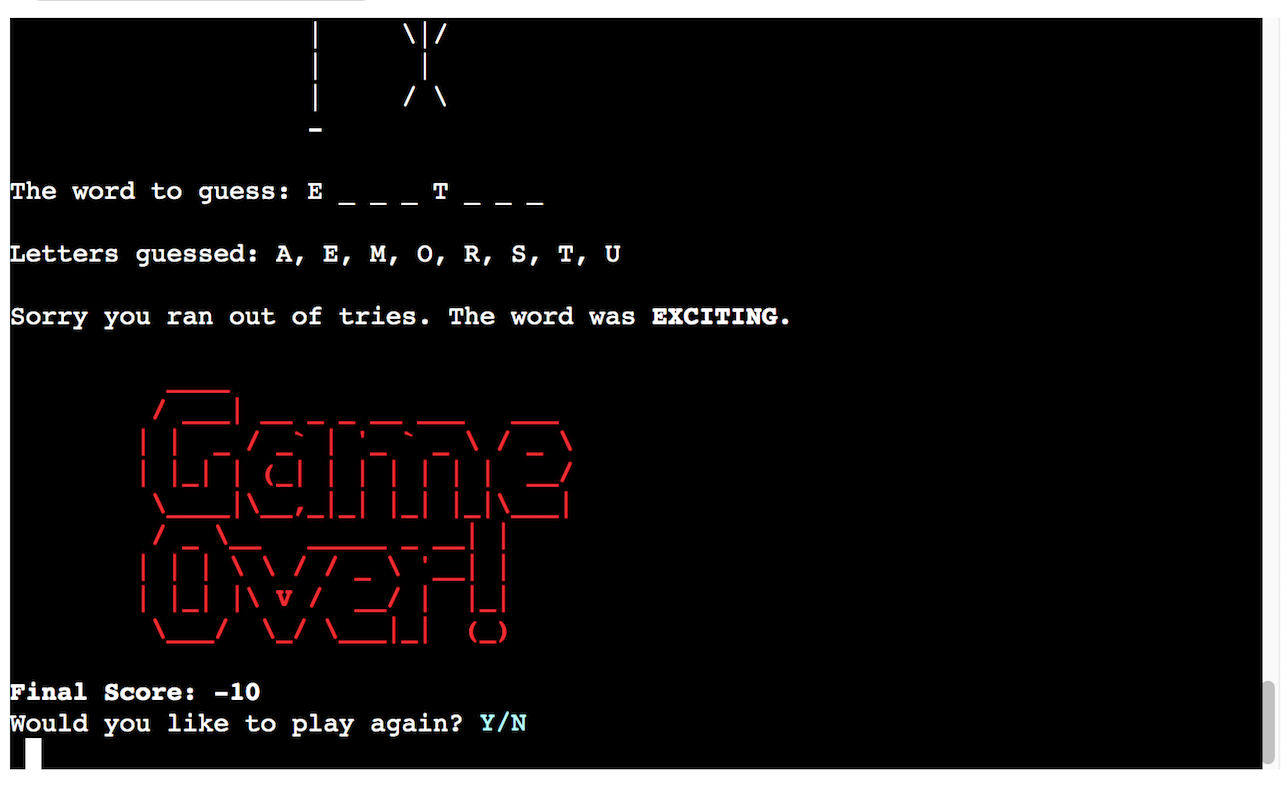 The word to guess: E _ _ _ T _ _ _
Letters guessed: A, E, M, O, R, S, T, U
Sorry you ran out of tries. The word was EXCITING.
Game
Over!
Final Score: -10
Would you like to play again? Y/N